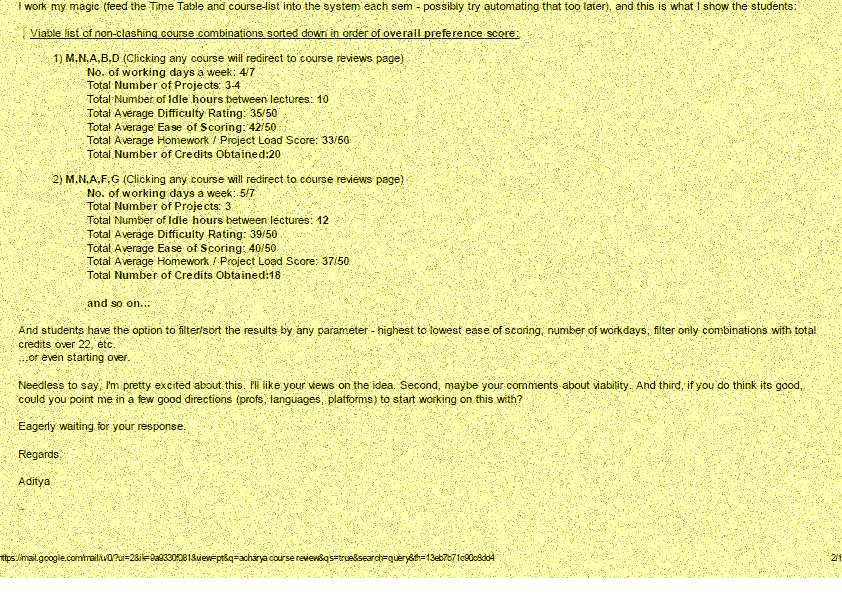 I work my magic (feed the Time Table and course-list into the system each sem - possibly try automating that too later), and this is what I show the students:
Viable list of non-clashing course combinations sorted down in order of overall preference score:
1) M,N,A,B,D (Clicking any course will redirect to course reviews page)
No. of working days a week: 4/7
Total Number of Projects: 3-4
Total Number of Idle hours between lectures: 10
Total Average Difficulty Rating: 35/50
Total Average Ease of Scoring: 42/50
Total Average Homework / Project Load Score: 33/50
Total Number of Credits Obtained:20
2) M,N,A,F,G (Clicking any course will redirect to course reviews page)
No. of working days a week: 5/7
Total Number of Projects: 3
Total Number of Idle hours between lectures: 12
Total Average Difficulty Rating: 39/50
Total Average Ease of Scoring: 40/50
Total Average Homework / Project Load Score: 37/50
Total Number of Credits Obtained:18
and so on...
And students have the option to filter/sort the results by any parameter - highest to lowest ease of scoring, number of workdays, filter only combinations with total
credits over 22, etc.
...or even starting over.
Needless to say, I'm pretty excited about this. I'll like your views on the idea. Second, maybe your comments about viability. And third, if you do think its good,
could you point me in a few good directions (profs, languages, platforms) to start working on this with?
Eagerly waiting for your response.
Regards,
Aditya
--
ttps://mail.google.com/mail/u/0/?ui=2&ik=9a9330f081&view=pt&q=acharya course review&qs=true&search=query&th=13eb7b71c90c8dd4 2/1